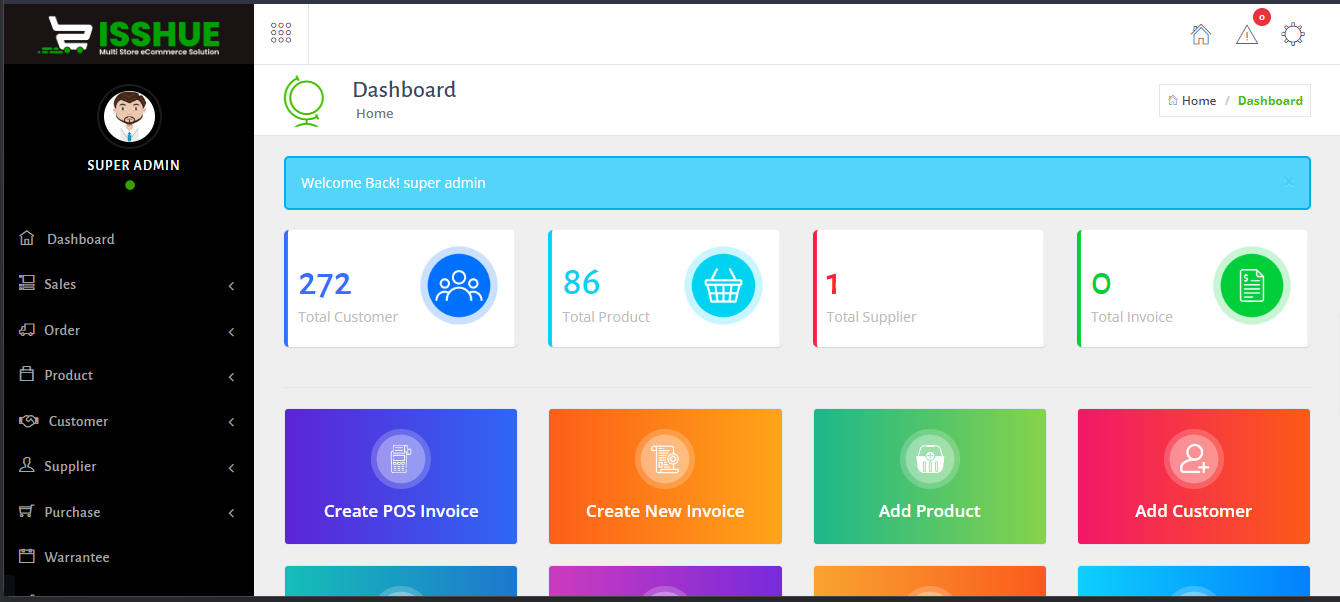 ISSHUE
Multi Store eCommerce Solution
0
Dashboard
Home
Home / Dashboard
SUPER ADMIN
Welcome Back! super admin
×
Dashboard
Sales
Order
Product
Customer
Supplier
Purchase
Warrantee
272
Total Customer
86
Total Product
1
Total Supplier
0
Total Invoice
Create POS Invoice
Create New Invoice
Add Product
Add Customer